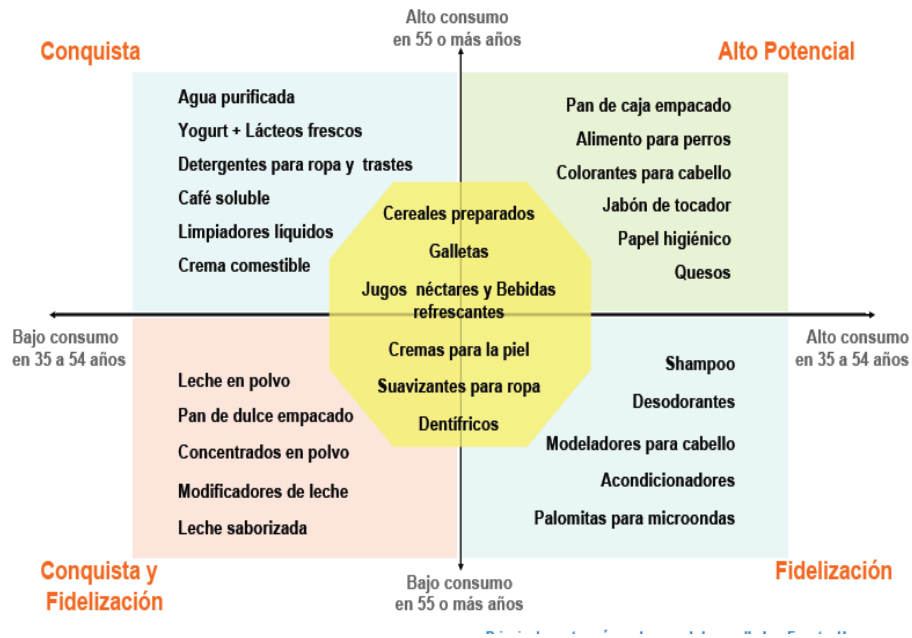 Alto consumo
en 55 o más años
Conquista
Alto Potencial
Agua purificada
Yogurt + Lácteos frescos
Detergentes para ropa y trastes
Café soluble
Limpiadores líquidos
Crema comestible
Pan de caja empacado
Alimento para perros
Colorantes para cabello
Jabón de tocador
Papel higiénico
Quesos
Cereales preparados
Galletas
Jugos néctares y Bebidas
refrescantes
Cremas para la piel
Suavizantes para ropa
Dentífricos
Bajo consumo
en 35 a 54 años
Alto consumo
en 35 a 54 años
Leche en polvo
Pan de dulce empacado
Concentrados en polvo
Modificadores de leche
Leche saborizada
Shampoo
Desodorantes
Modeladores para cabello
Acondicionadores
Palomitas para microondas
Conquista y
Fidelización
Bajo consumo
en 55 o más años
Fidelización